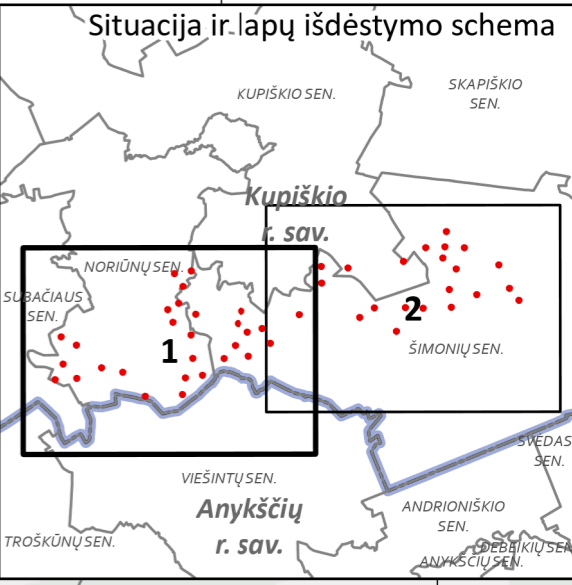 Situacija ir lapų išdėstymo schema
SKAPIŠKIO
SEN.
KUPIŠKIO SEN.
Kupiškio
r. sav.
NORIŪNŲ SEN.
SUBAČIAUS
SEN.
2
1
ŠIMONIŲ SEN.
SVĖDAS
SEN.
VIEŠINTŲ SEN.
Anykščių
r. sav.
ANDRIONIŠKIO
SEN.
TROŠKŪNŲ SEN.
DEBEIKIŲ SEN
ANYKŠČIŲ SEN.